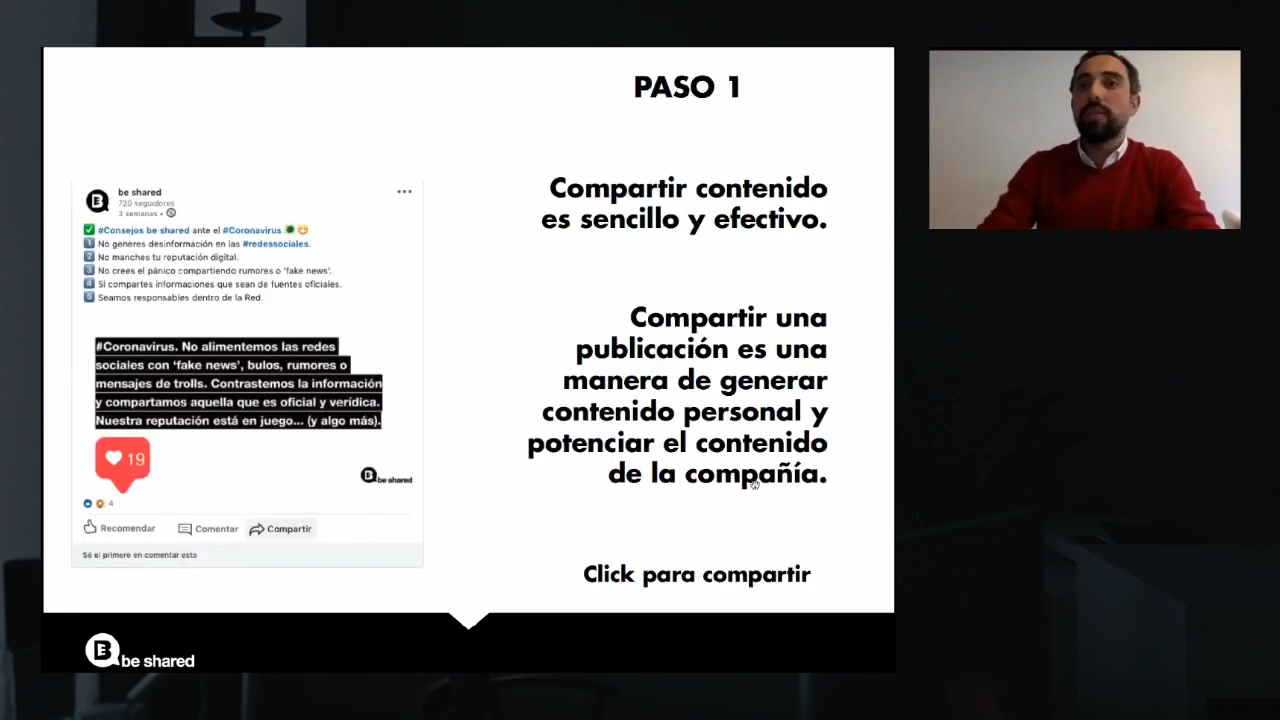 PASO 1
be shared
720 seguidores
3 semanas •
#Consejos be shared ante el #Coronavirus
1 No generes desinformación en las #redessociales.
2 No manches tu reputación digital.
3 No crees el pánico compartiendo rumores o 'fake news'.
4 Si compartes informaciones que sean de fuentes oficiales.
5 Seamos responsables dentro de la Red.
#Coronavirus. No alimentemos las redes
sociales con ‘fake news’, bulos, rumores o
mensajes de trolls. Contrastemos la información
y compartamos aquella que es oficial y verídica.
Nuestra reputación está en juego... (y algo más).
19
B be shared
4
Recomendar Comentar Compartir
Sé el primero en comentar esto
Compartir contenido
es sencillo y efectivo.
Compartir una
publicación es una
manera de generar
contenido personal y
potenciar el contenido
de la compañía.
Click para compartir
B be shared